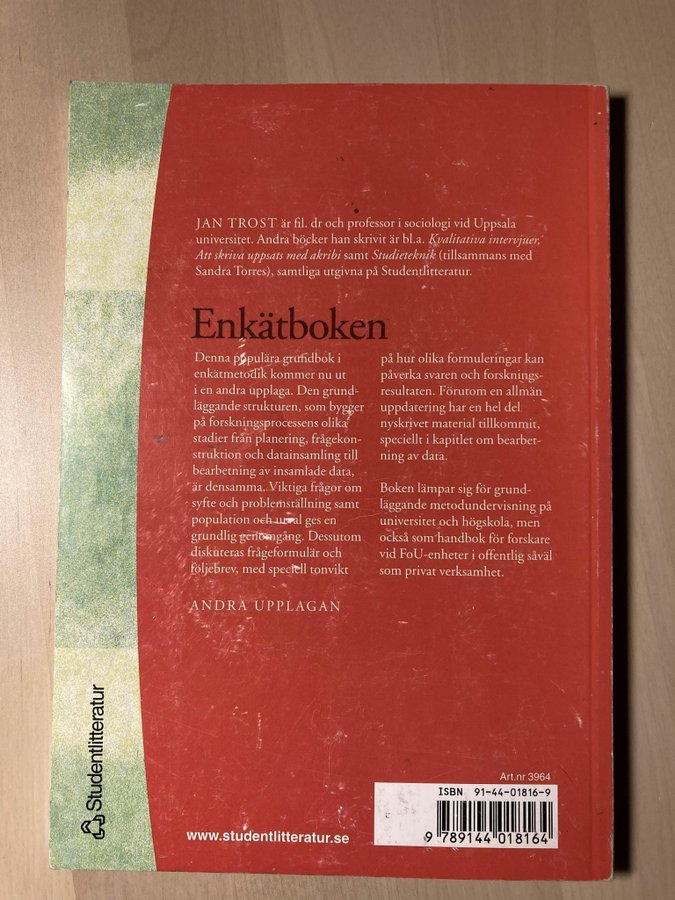 JAN TROST är fil. dr och professor i sociologi vid Uppsala
universitet. Andra böcker han skrivit är bl.a. Kvalitativa intervjuer,
Att skriva uppsats med akribi samt Studieteknik (tillsammans med
Sandra Torres), samtliga utgivna på Studentlitteratur.
Enkätboken
Denna populära grundbok i
enkätmetodik kommer nu ut
i en andra upplaga. Den grund-
läggande strukturen, som bygger
på forskningsprocessens olika
stadier från planering, frågekon-
struktion och datainsamling till
bearbetning av insamlade data,
är densamma. Viktiga frågor om
syfte och problemställning samt
population och urval ges en
grundlig genomgång. Dessutom
diskuteras frågeformulär och
följebrev, med speciell tonvikt
på hur olika formuleringar kan
påverka svaren och forsknings-
resultaten. Förutom en allmän
uppdatering har en hel del
nyskrivet material tillkommit,
speciellt i kapitlet om bearbet-
ning av data.
Boken lämpar sig för grund-
läggande metodundervisning på
universitet och högskola, men
också som handbok för forskare
vid FoU-enheter i offentlig såväl
som privat verksamhet.
ANDRA UPPLAGAN
Studentlitteratur
www.studentlitteratur.se
Art.nr 3964
ISBN 91-44-01816-9
9 789144 018164